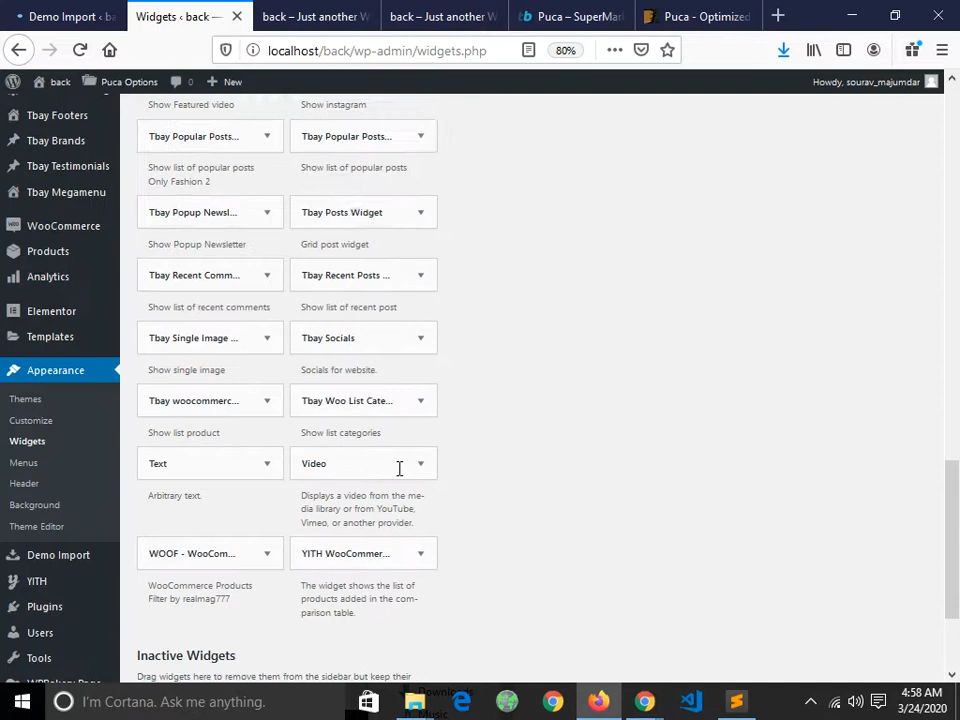 Demo Import ‹ ba
Widgets ‹ back —
back – Just another W
back – Just another W
Puca – SuperMar
Puca - Optimized
localhost/back/wp-admin/widgets.php
80%
back
Puca Options
0
New
Howdy, sourav_majumdar
Tbay Footers
Tbay Brands
Tbay Testimonials
Tbay Megamenu
WooCommerce
Products
Analytics
Elementor
Templates
Appearance
Themes
Customize
Widgets
Menus
Header
Background
Theme Editor
Demo Import
YITH
Plugins
Users
Tools
WPBakery Page
Show Featured video
Show instagram
Tbay Popular Posts...
Tbay Popular Posts...
Show list of popular posts
Only Fashion 2
Show list of popular posts
Tbay Popup Newsl...
Tbay Posts Widget
Show Popup Newsletter
Grid post widget
Tbay Recent Comm...
Tbay Recent Posts ...
Show list of recent comments
Show list of recent post
Tbay Single Image ...
Tbay Socials
Show single image
Socials for website.
Tbay woocommerc...
Tbay Woo List Cate...
Show list product
Show list categories
Text
Video
Arbitrary text.
Displays a video from the me-
dia library or from YouTube,
Vimeo, or another provider.
WOOF - WooCom...
YITH WooCommer...
WooCommerce Products
Filter by realmag777
The widget shows the list of
products added in the com-
parison table.
Inactive Widgets
Drag widgets here to remove them from the sidebar but keep their
Downloads
Music
I'm Cortana. Ask me anything.
4:58 AM
3/24/2020